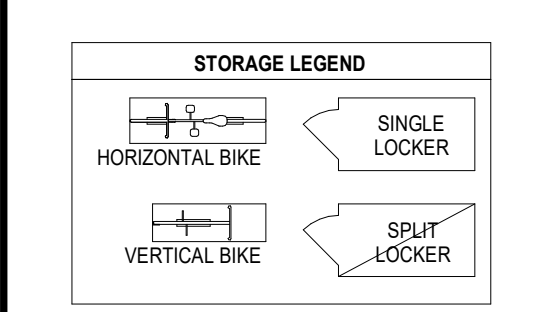 STORAGE LEGEND
HORIZONTAL BIKE
SINGLE
LOCKER
VERTICAL BIKE
SPLIT
LOCKER